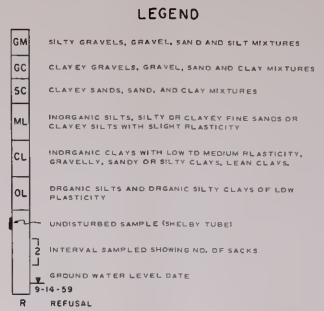 LEGEND
GM SILTY GRAVELS, GRAVEL, SAND AND SILT MIXTURES
GC CLAYEY GRAVELS, GRAVEL, SAND AND CLAY MIXTURES
SC CLAYEY SANDS, SAND, AND CLAY MIXTURES
ML INORGANIC SILTS, SILTY OR CLAYEY FINE SANDS OR
CLAYEY SILTS WITH SLIGHT PLASTICITY
CL INORGANIC CLAYS WITH LOW TO MEDIUM PLASTICITY,
GRAVELLY, SANDY OR SILTY CLAYS, LEAN CLAYS.
OL ORGANIC SILTS AND ORGANIC SILTY CLAYS OF LOW
PLASTICITY
UNDISTURBED SAMPLE (SHELBY TUBE)
2 INTERVAL SAMPLED SHOWING NO. OF SACKS
GROUND WATER LEVEL DATE
9-14-59
R REFUSAL